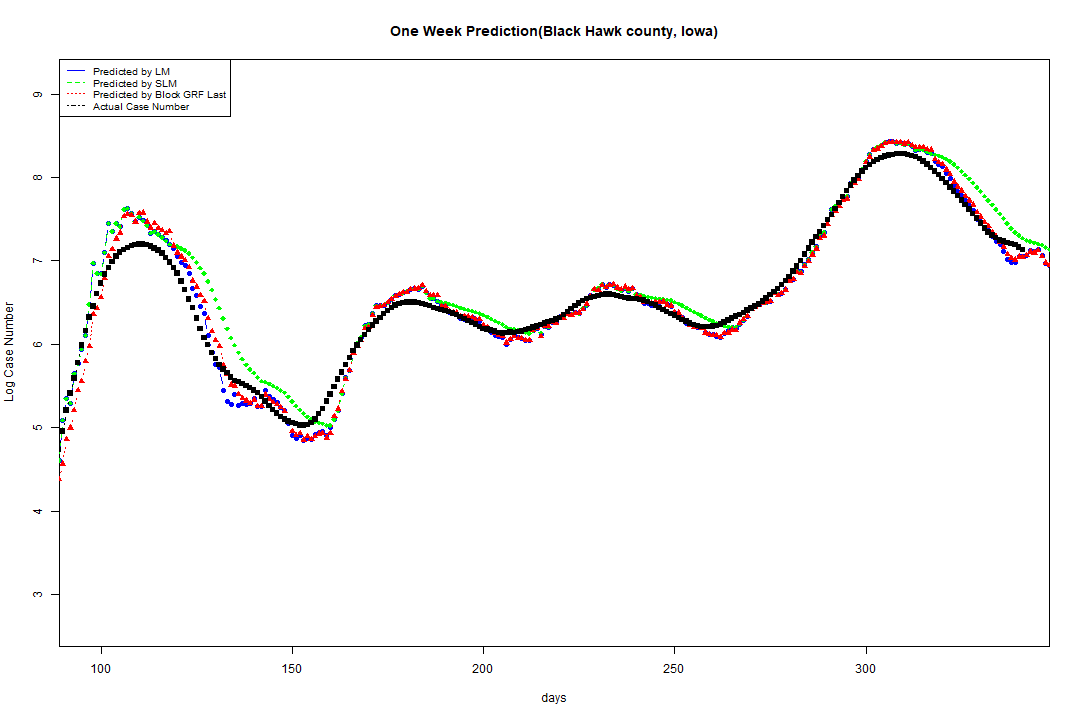 One Week Prediction(Black Hawk county, Iowa)
Predicted by LM
Predicted by SLM
Predicted by Block GRF Last
Actual Case Number
9
8
7
6
5
4
3
Log Case Number
100 150 200 250 300
days